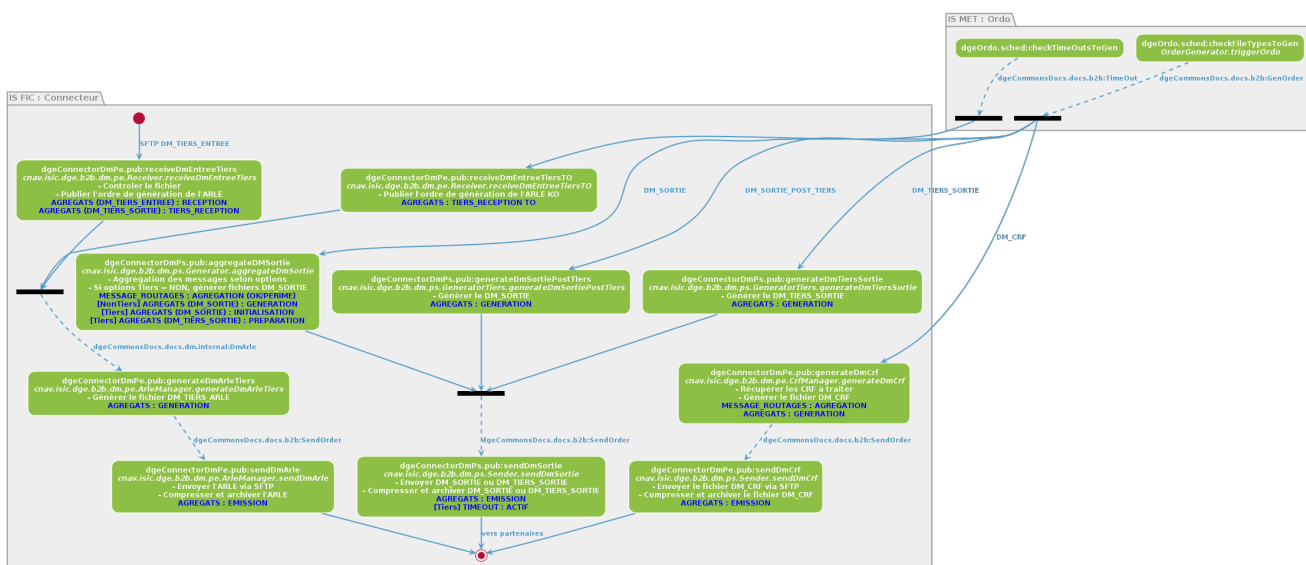 IS MET : Ordo
dgeOrdo.sched:checkTimeOutsToGen
dgeOrdo.sched:checkFileTypesToGen
OrderGenerator.triggerOrdo
dgeCommonsDocs.docs.b2b:TimeOut
dgeCommonsDocs.docs.b2b:GenOrder
IS FIC : Connecteur
SFTP DM_TIERS_ENTREE
dgeConnectorDmPe.pub:receiveDmEntreeTiers
cnav.isic.dge.b2b.dm.pe.Receiver.receiveDmEntreeTiers
- Controler le fichier
- Publier l'ordre de génération de l'ARLE
AGREGATS (DM_TIERS_ENTREE) : RECEPTION
AGREGATS (DM_TIERS_SORTIE) : TIERS_RECEPTION
dgeConnectorDmPe.pub:receiveDmEntreeTiersTO
cnav.isic.dge.b2b.dm.pe.Receiver.receiveDmEntreeTiersTO
- Publier l'ordre de génération de l'ARLE KO
AGREGATS : TIERS_RECEPTION TO
DM_SORTIE
DM_SORTIE_POST_TIERS
DM_TIERS_SORTIE
DM_CRF
dgeConnectorDmPs.pub:aggregateDMSortie
cnav.isic.dge.b2b.dm.ps.Generator.aggregateDmSortie
- Aggrégation des messages selon options
- Si options Tiers = NON, générer fichiers DM_SORTIE
MESSAGE_ROUTAGES : AGREGATION (OK/PERIME)
[NonTiers] AGREGATS (DM_SORTIE) : GENERATION
[Tiers] AGREGATS (DM_SORTIE) : INITIALISATION
[Tiers] AGREGATS (DM_TIERS_SORTIE) : PREPARATION
dgeConnectorDmPs.pub:generateDmSortiePostTiers
cnav.isic.dge.b2b.dm.ps.GeneratorTiers.generateDmSortiePostTiers
- Générer le DM_SORTIE
AGREGATS : GENERATION
dgeConnectorDmPs.pub:generateDmTiersSortie
cnav.isic.dge.b2b.dm.ps.GeneratorTiers.generateTiersSortie
- Générer le DM_TIERS_SORTIE
AGREGATS : GENERATION
dgeCommonsDocs.docs.dm.internal:DmArle
dgeConnectorDmPe.pub:generateDmArleTiers
cnav.isic.dge.b2b.dm.pe.ArleManager.generateDmArleTiers
- Générer le fichier DM_TIERS_ARLE
AGREGATS : GENERATION
dgeConnectorDmPe.pub:generateDmCrf
cnav.isic.dge.b2b.dm.pe.CrfManager.generateDmCrf
- Récupérer les CRF à traiter
- Générer le fichier DM_CRF
MESSAGE_ROUTAGES : AGREGATION
AGREGATS : GENERATION
dgeCommonsDocs.docs.b2b:SendOrder
dgeCommonsDocs.docs.b2b:SendOrder
dgeCommonsDocs.docs.b2b:SendOrder
dgeConnectorDmPe.pub:sendDmArle
cnav.isic.dge.b2b.dm.pe.ArleManager.sendDmArle
- Envoyer l'ARLE via SFTP
- Compresser et archiver l'ARLE
AGREGATS : EMISSION
dgeConnectorDmPs.pub:sendDmSortie
cnav.isic.dge.b2b.dm.ps.Sender.sendDmSortie
- Envoyer DM_SORTIE ou DM_TIERS_SORTIE
- Compresser et archiver DM_SORTIE ou DM_TIERS_SORTIE
AGREGATS : EMISSION
[Tiers] TIMEOUT : ACTIF
dgeConnectorDmPe.pub:sendDmCrf
cnav.isic.dge.b2b.dm.ps.Sender.sendDmCrf
- Envoyer le fichier DM_CRF via SFTP
- Compresser et archiver le fichier DM_CRF
AGREGATS : EMISSION
vers partenaires